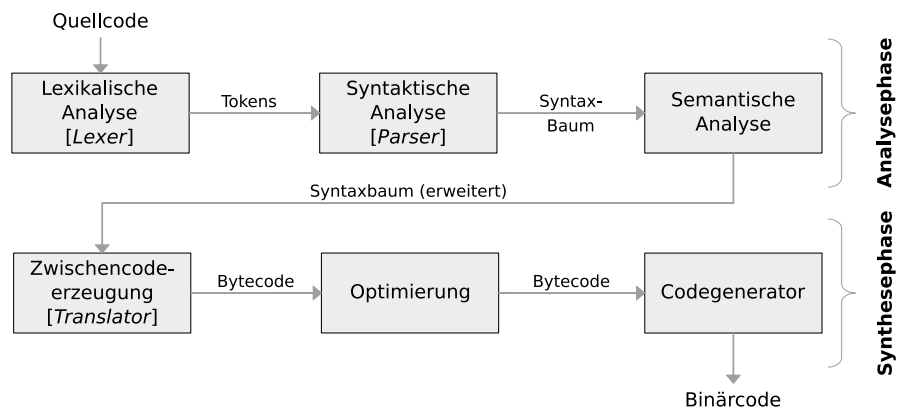 Quellcode
Lexikalische
Analyse
[Lexer]
Tokens
Syntaktische
Analyse
[Parser]
Syntax-
Baum
Semantische
Analyse
Analysephase
Syntaxbaum (erweitert)
Zwischencode-
erzeugung
[Translator]
Bytecode
Optimierung
Bytecode
Codegenerator
Synthesephase
Binärcode